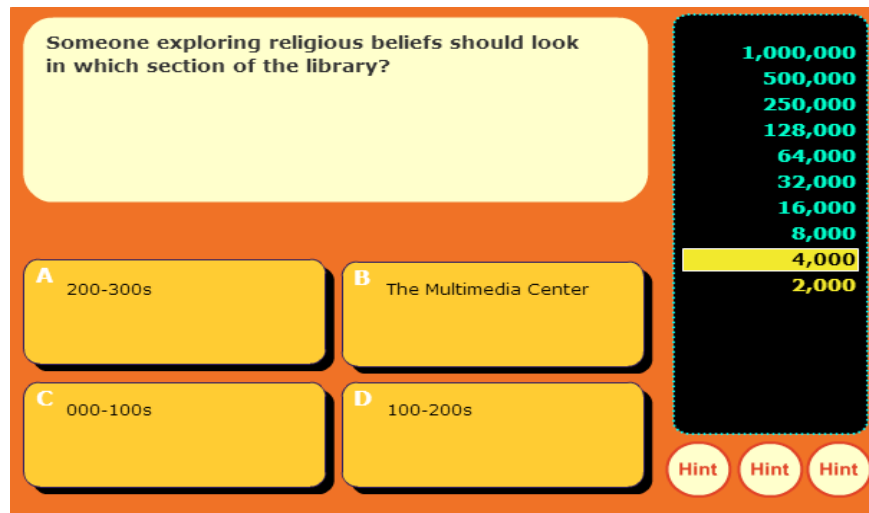 Someone exploring religious beliefs should look
in which section of the library?
A
200-300s
B
The Multimedia Center
C
000-100s
D
100-200s
1,000,000
500,000
250,000
128,000
64,000
32,000
16,000
8,000
4,000
2,000
Hint
Hint
Hint